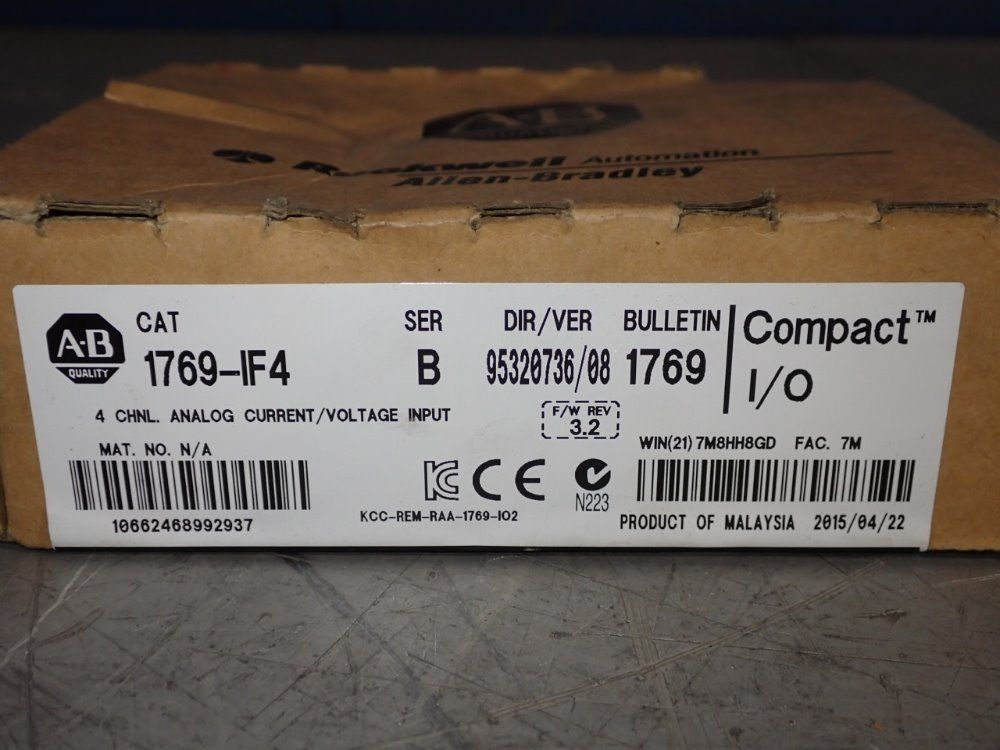 A·B
QUALITY
Rockwell Automation
Allen-Bradley
A·B
QUALITY
CAT
1769-IF4
SER
B
DIR/VER
95320736/08
BULLETIN
1769
Compact™
I/O
4 CHNL. ANALOG CURRENT/VOLTAGE INPUT
F/W REV
3.2
MAT. NO. N/A
10662468992937
CE
KCC-REM-RAA-1769-IO2
N223
WIN(21) 7M8HH8GD FAC. 7M
PRODUCT OF MALAYSIA 2015/04/22